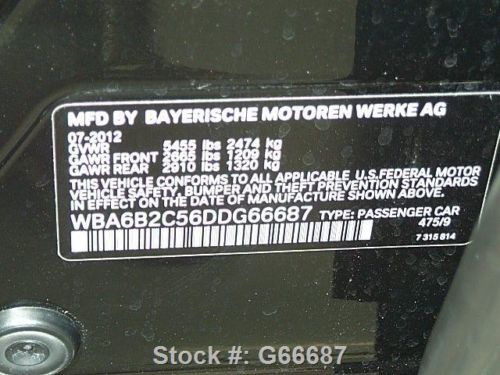 MFD BY BAYERISCHE MOTOREN WERKE AG
07-2012
GVWR 5455 lbs 2474 kg
GAWR FRONT 2665 lbs 1208 kg
GAWR REAR 2910 lbs 1320 kg
THIS VEHICLE CONFORMS TO ALL APPLICABLE U.S.FEDERAL MOTOR
VEHICLE SAFETY, BUMPER AND THEFT PREVENTION STANDARDS
IN EFFECT ON THE DATE OF MANUFACTURE SHOWN ABOVE.
WBA6B2C56DDG66687 TYPE: PASSENGER CAR
475/9
7 315 814
Stock #: G66687